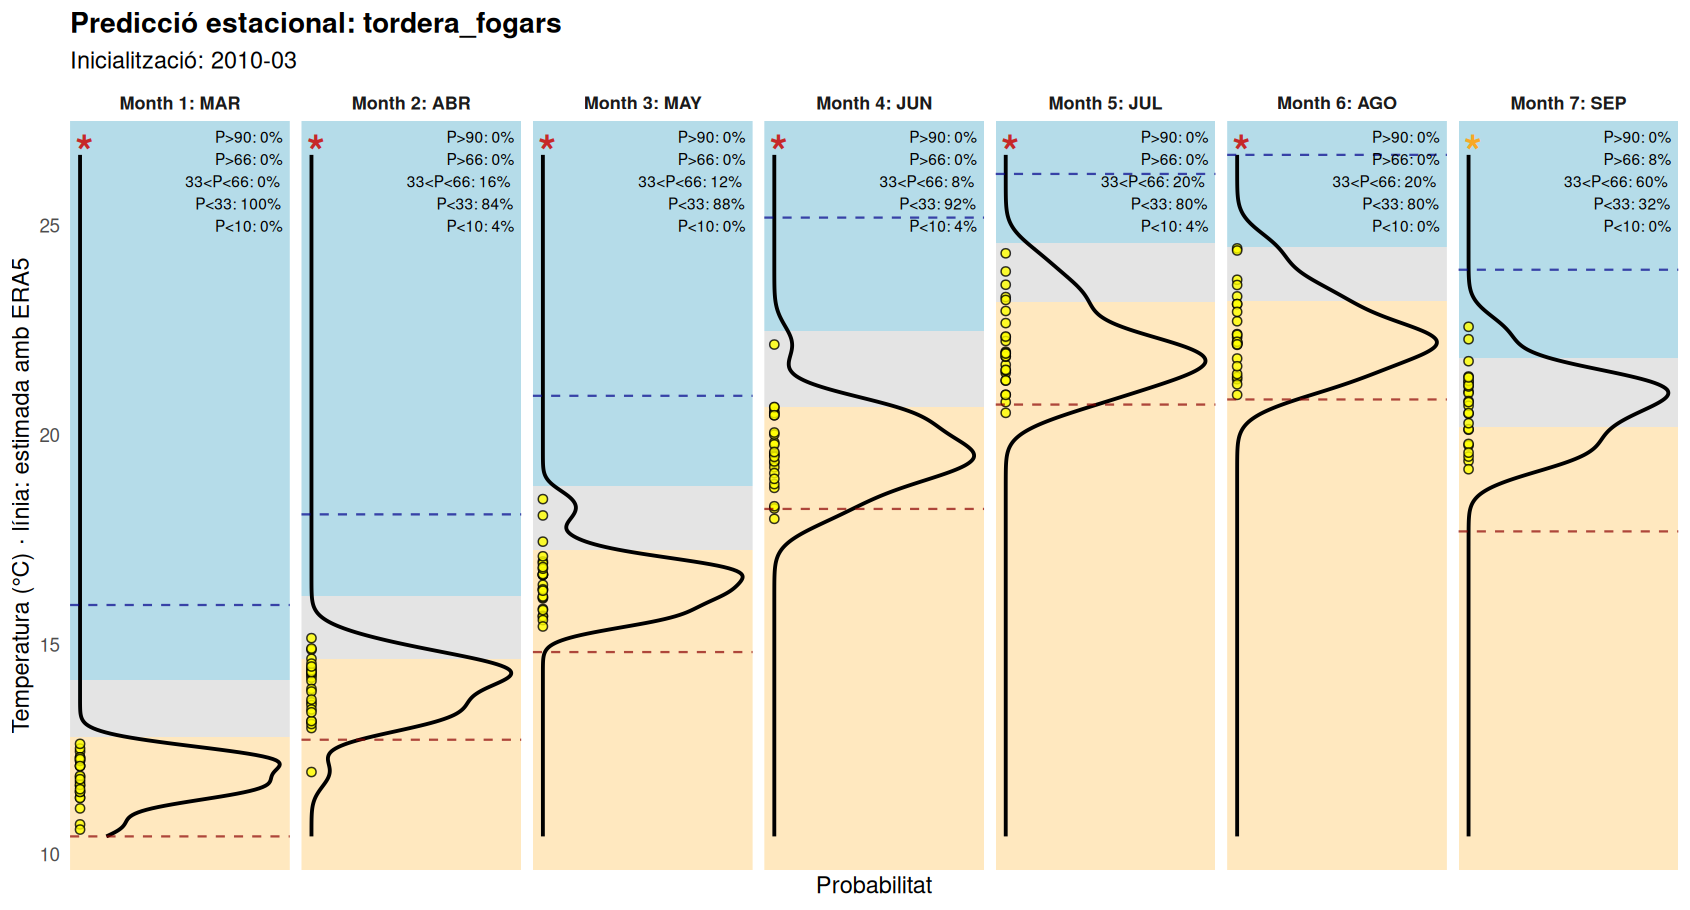 Predicció estacional: tordera_fogars
Inicialització: 2010-03
Month 1: MAR
Month 2: ABR
Month 3: MAY
Month 4: JUN
Month 5: JUL
Month 6: AGO
Month 7: SEP
*
P>90: 0%
P>66: 0%
33<P<66: 0%
P<33: 100%
P<10: 0%
*
P>90: 0%
P>66: 0%
33<P<66: 16%
P<33: 84%
P<10: 4%
*
P>90: 0%
P>66: 0%
33<P<66: 12%
P<33: 88%
P<10: 0%
*
P>90: 0%
P>66: 0%
33<P<66: 8%
P<33: 92%
P<10: 4%
*
P>90: 0%
P>66: 0%
33<P<66: 20%
P<33: 80%
P<10: 4%
*
P>90: 0%
P>66: 0%
33<P<66: 20%
P<33: 80%
P<10: 0%
*
P>90: 0%
P>66: 8%
33<P<66: 60%
P<33: 32%
P<10: 0%
25
20
15
10
Temperatura (°C) · línia: estimada amb ERA5
Probabilitat